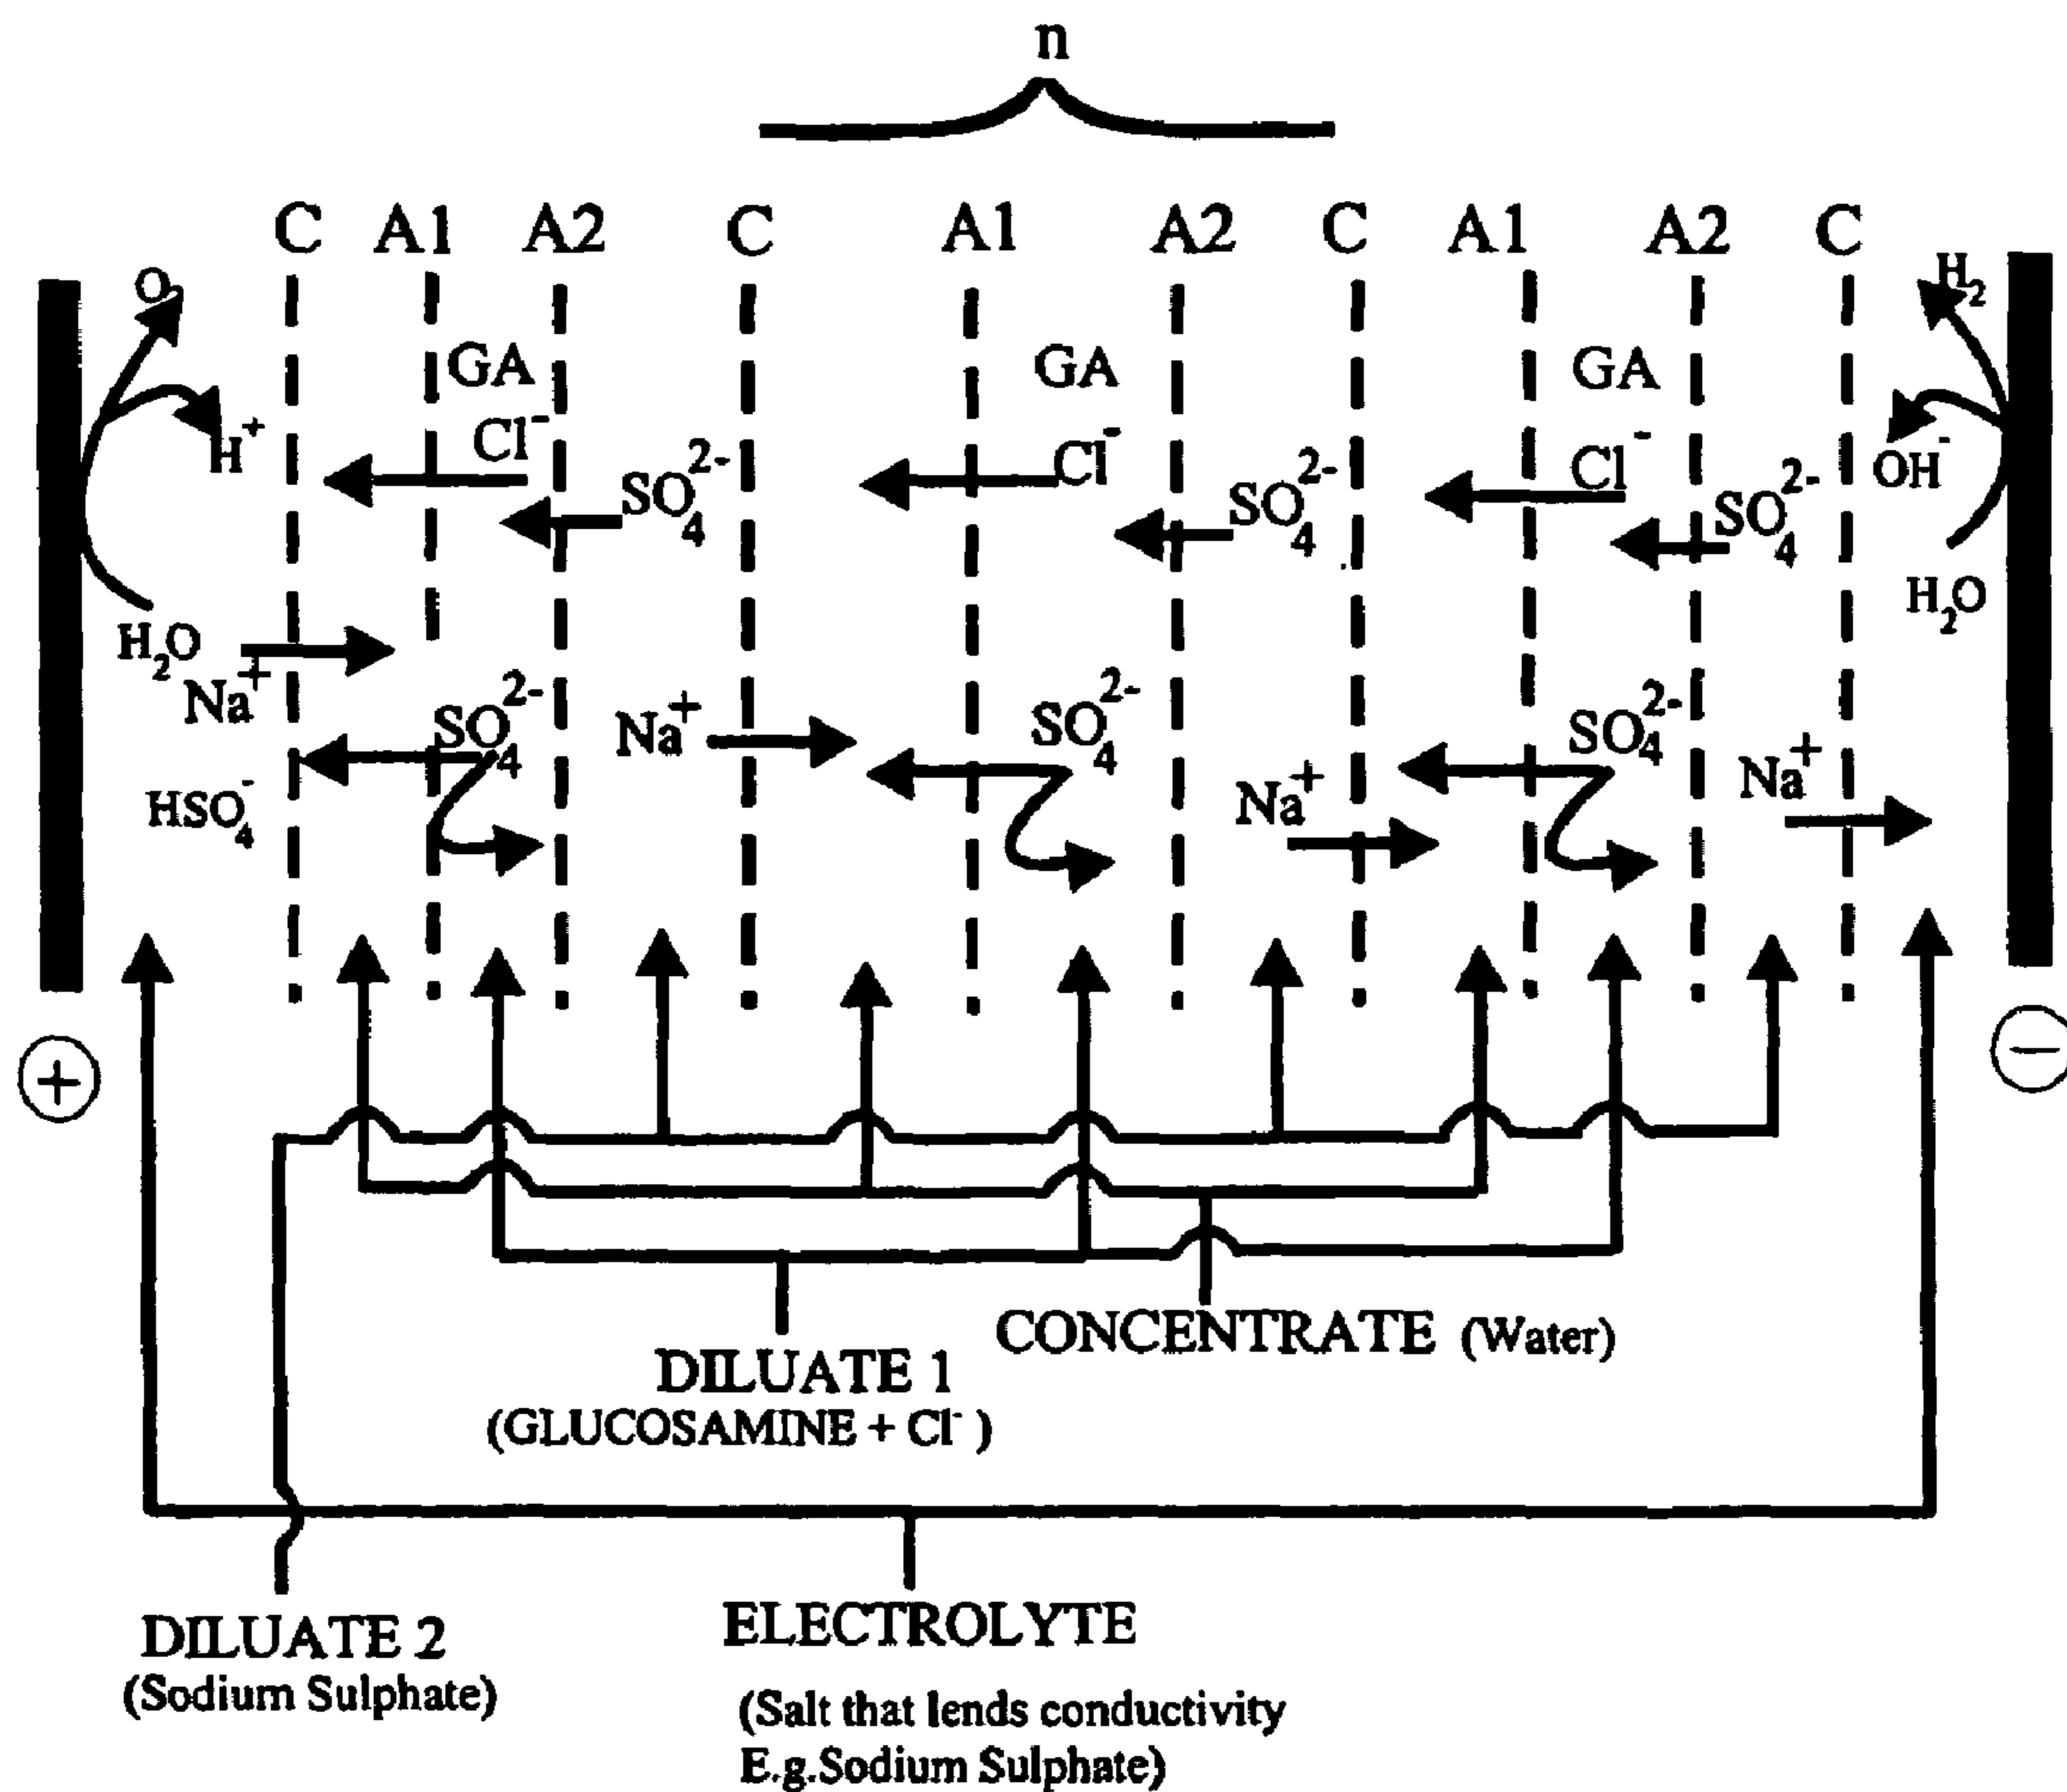 n
C A1 A2 C A1 A2 C A1 A2 C
O₂ H₂
GA GA GA
H⁺ Cl⁻ Cl⁻ Cl⁻ OH⁻
SO₄²⁻ SO₄²⁻ SO₄²⁻
H₂O H₂O
Na⁺ SO₄²⁻ Na⁺ SO₄²⁻ SO₄²⁻ Na⁺
HSO₄⁻ Na⁺
+ −
CONCENTRATE (Water)
DILUATE 1
(GLUCOSAMINE + Cl⁻ )
DILUATE 2
(Sodium Sulphate)
ELECTROLYTE
(Salt that lends conductivity
E.g.Sodium Sulphate)